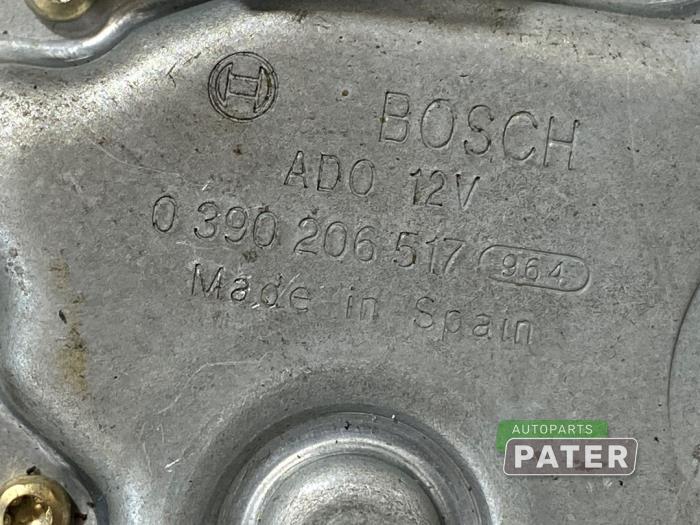 BOSCH
ADO 12V
0 390 206 517 964
Made in Spain
AUTOPARTS
PATER